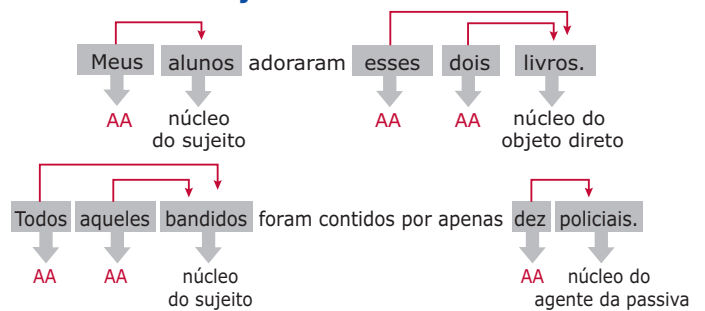 Meus alunos adoraram esses dois livros.
AA núcleo AA AA núcleo do
do sujeito objeto direto
Todos aqueles bandidos foram contidos por apenas dez policiais.
AA AA núcleo AA núcleo do
do sujeito agente da passiva